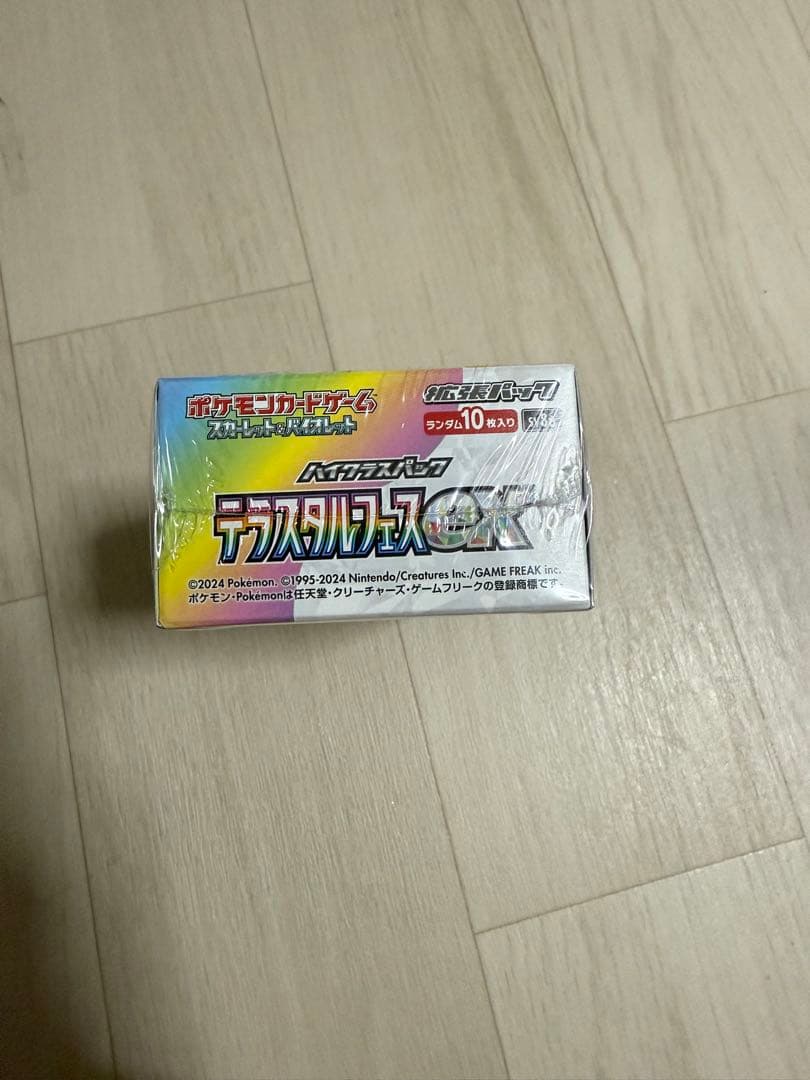 ポケモンカードゲーム
スカーレット&バイオレット
拡張パック
ランダム10枚入り
ハイクラスパック
テラスタルフェスex
©2024 Pokémon. ©1995-2024 Nintendo/Creatures Inc./GAME FREAK inc.
ポケモン・Pokémonは任天堂・クリーチャーズ・ゲームフリークの登録商標です。